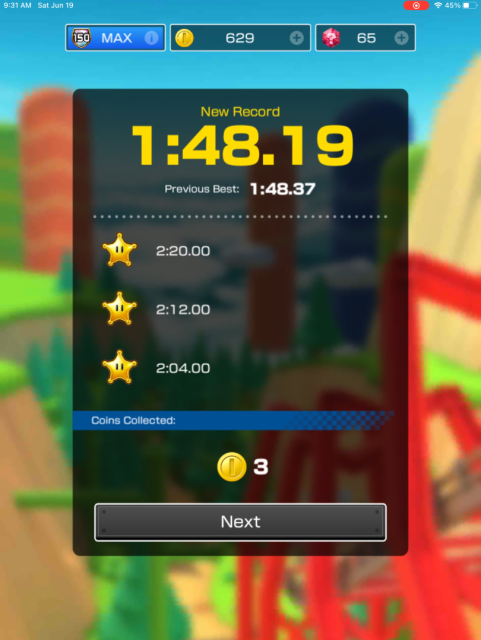 9:31 AM Sat Jun 19
45%
150 MAX i 629 65
New Record
1:48.19
Previous Best: 1:48.37
2:20.00
2:12.00
2:04.00
Coins Collected:
3
Next